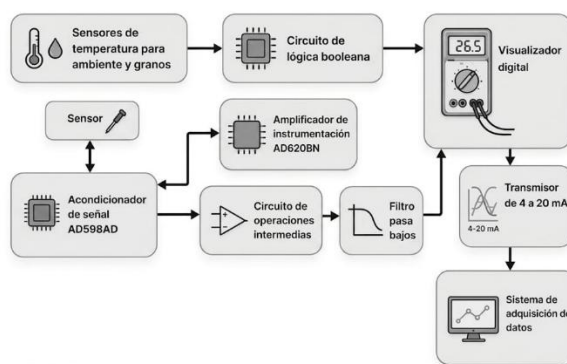 Sensores de
temperatura para
ambiente y granos
Circuito de
lógica booleana
26.5
Visualizador
digital
Sensor
Amplificador de
instrumentación
AD620BN
Acondicionador
de señal
AD598AD
Circuito de
operaciones
intermedias
Filtro
pasa
bajos
Transmisor
de 4 a 20 mA
4-20 mA
Sistema de
adquisición de
datos